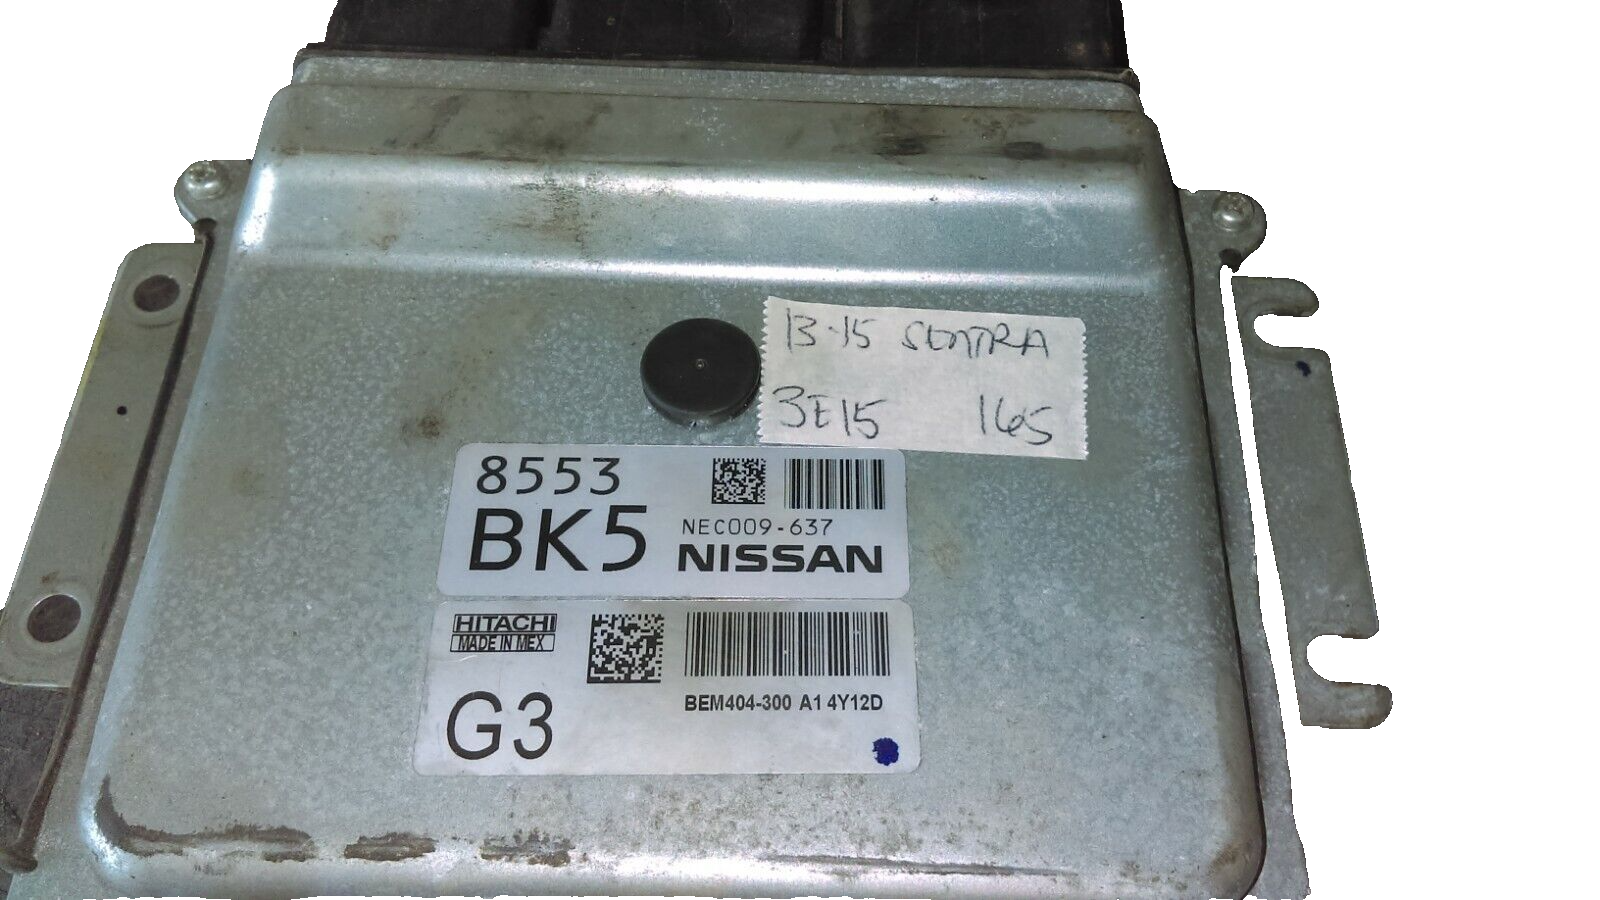 13-15 SENTRA
3E15 165
8553
BK5
NEC009-637
NISSAN
HITACHI
MADE IN MEX
G3
BEM404-300 A1 4Y12D